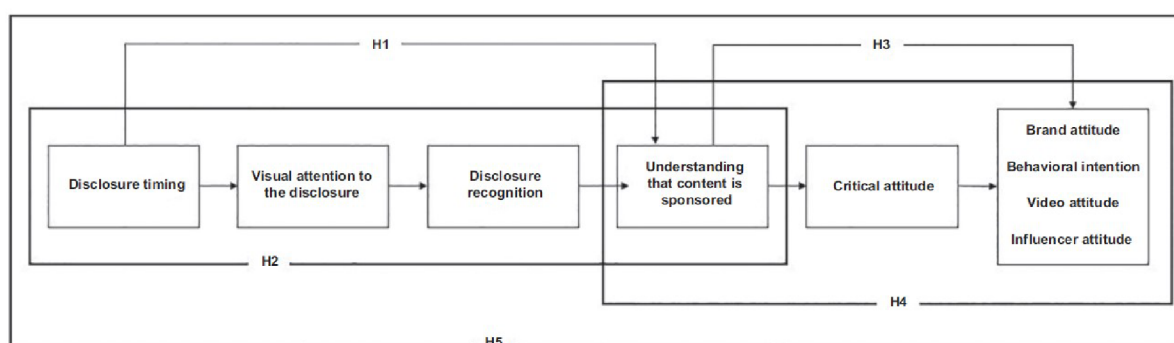 H1
H3
Disclosure timing
Visual attention to
the disclosure
Disclosure
recognition
Understanding
that content is
sponsored
Critical attitude
Brand attitude
Behavioral intention
Video attitude
Influencer attitude
H2
H4
H5